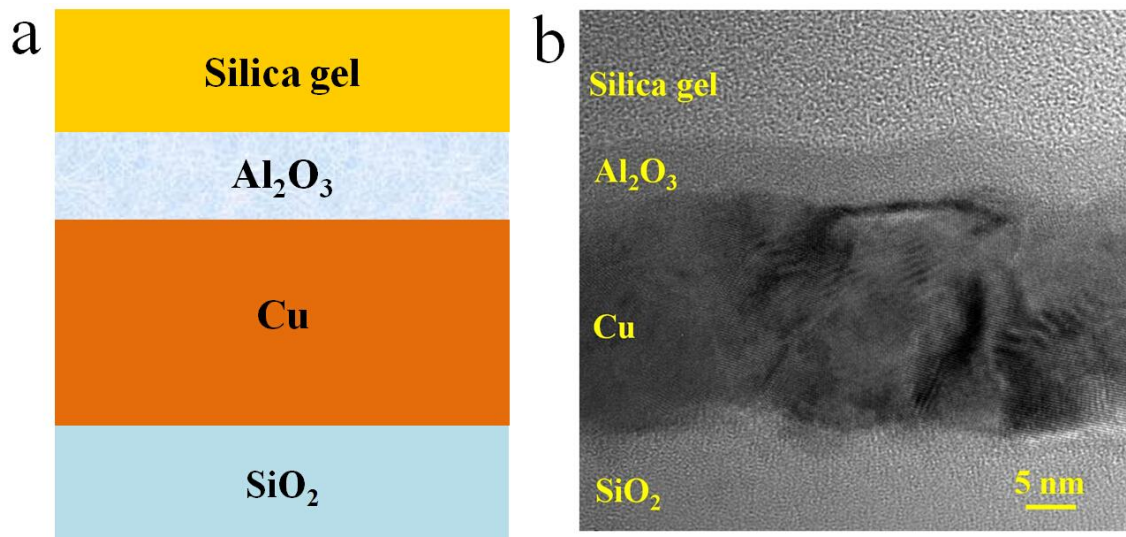 a
Silica gel
Al₂O₃
Cu
SiO₂
b
Silica gel
Al₂O₃
Cu
SiO₂
5 nm